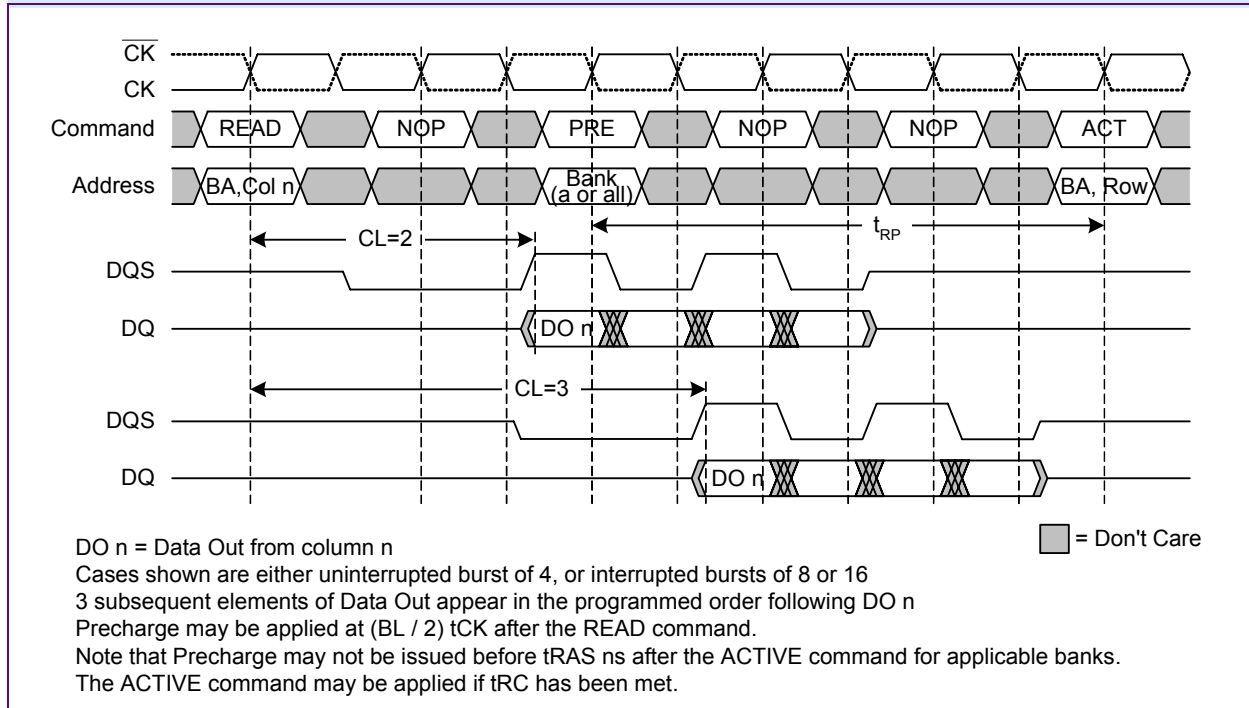 CK
CK
Command READ NOP PRE NOP NOP ACT
Address BA,Col n Bank (a or all) BA, Row
CL=2 tRP
DQS
DQ DO n
CL=3
DQS
DQ DO n
DO n = Data Out from column n = Don't Care
Cases shown are either uninterrupted burst of 4, or interrupted bursts of 8 or 16
3 subsequent elements of Data Out appear in the programmed order following DO n
Precharge may be applied at (BL / 2) tCK after the READ command.
Note that Precharge may not be issued before tRAS ns after the ACTIVE command for applicable banks.
The ACTIVE command may be applied if tRC has been met.